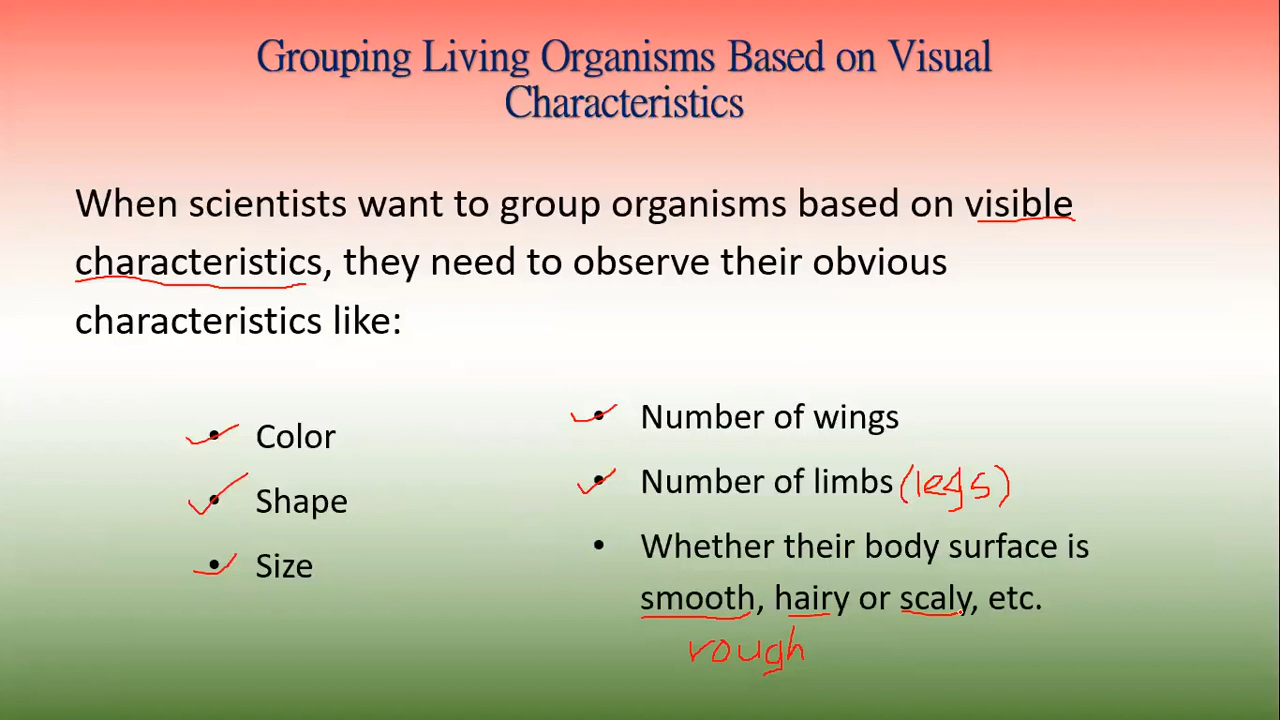 Grouping Living Organisms Based on Visual
Characteristics
When scientists want to group organisms based on visible
characteristics, they need to observe their obvious
characteristics like:
• Color
• Shape
• Size
• Number of wings
• Number of limbs (legs)
• Whether their body surface is
smooth, hairy or scaly, etc.
rough